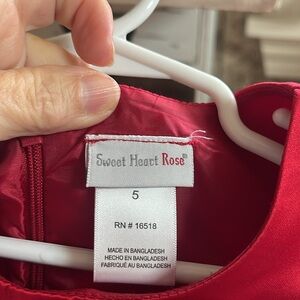 Sweet Heart Rose®
5
RN # 16518
MADE IN BANGLADESH
HECHO EN BANGLADESH
FABRIQUÉ AU BANGLADESH